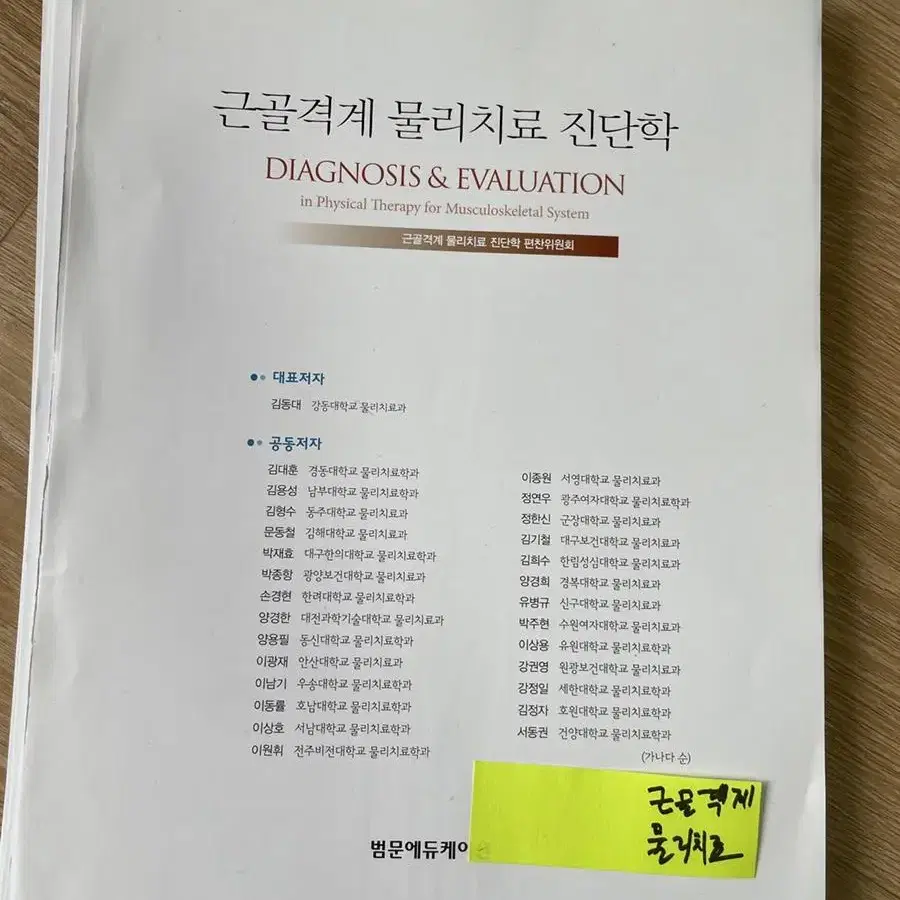 근골격계 물리치료 진단학
DIAGNOSIS & EVALUATION
in Physical Therapy for Musculoskeletal System
근골격계 물리치료 진단학 편찬위원회
대표저자
김동대 강동대학교 물리치료과
공동저자
김대훈 경동대학교 물리치료학과
김용성 남부대학교 물리치료학과
김형수 동주대학교 물리치료과
문동철 김해대학교 물리치료과
박재효 대구한의대학교 물리치료학과
박종항 광양보건대학교 물리치료과
손경현 한려대학교 물리치료학과
양경한 대전과학기술대학교 물리치료과
양용필 동신대학교 물리치료학과
이광재 안산대학교 물리치료과
이남기 우송대학교 물리치료학과
이동률 호남대학교 물리치료학과
이상호 서남대학교 물리치료학과
이원휘 전주비전대학교 물리치료학과
이종원 서영대학교 물리치료과
정연우 광주여자대학교 물리치료학과
정한신 군장대학교 물리치료과
김기철 대구보건대학교 물리치료과
김희수 한림성심대학교 물리치료과
양경희 경복대학교 물리치료과
유병규 신구대학교 물리치료과
박주현 수원여자대학교 물리치료과
이상용 유원대학교 물리치료학과
강권영 원광보건대학교 물리치료과
강정일 세한대학교 물리치료학과
김정자 호원대학교 물리치료학과
서동권 건양대학교 물리치료학과
(가나다 순)
범문에듀케이션
근골격계
물리치료